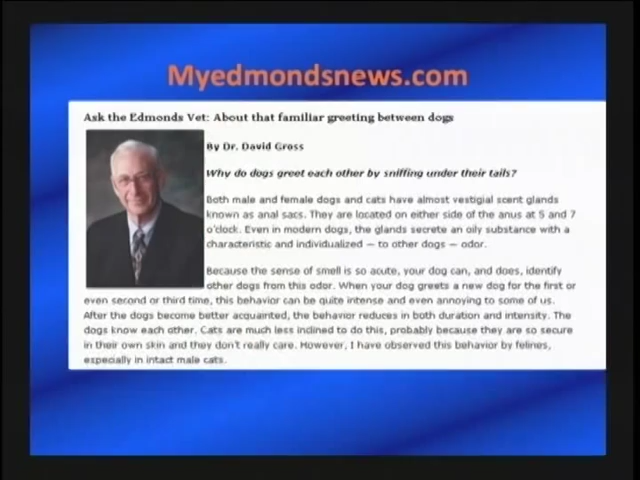 Myedmondsnews.com
Ask the Edmonds Vet: About that familiar greeting between dogs
By Dr. David Gross
Why do dogs greet each other by sniffing under their tails?
Both male and female dogs and cats have almost vestigial scent glands
known as anal sacs. They are located on either side of the anus at 5 and 7
o'clock. Even in modern dogs, the glands secrete an oily substance with a
characteristic and individualized — to other dogs — odor.
Because the sense of smell is so acute, your dog can, and does, identify
other dogs from this odor. When your dog greets a new dog for the first or
even second or third time, this behavior can be quite intense and even annoying to some of us.
After the dogs become better acquainted, the behavior reduces in both duration and intensity. The
dogs know each other. Cats are much less inclined to do this, probably because they are so secure
in their own skin and they don't really care. However, I have observed this behavior by felines,
especially in intact male cats.